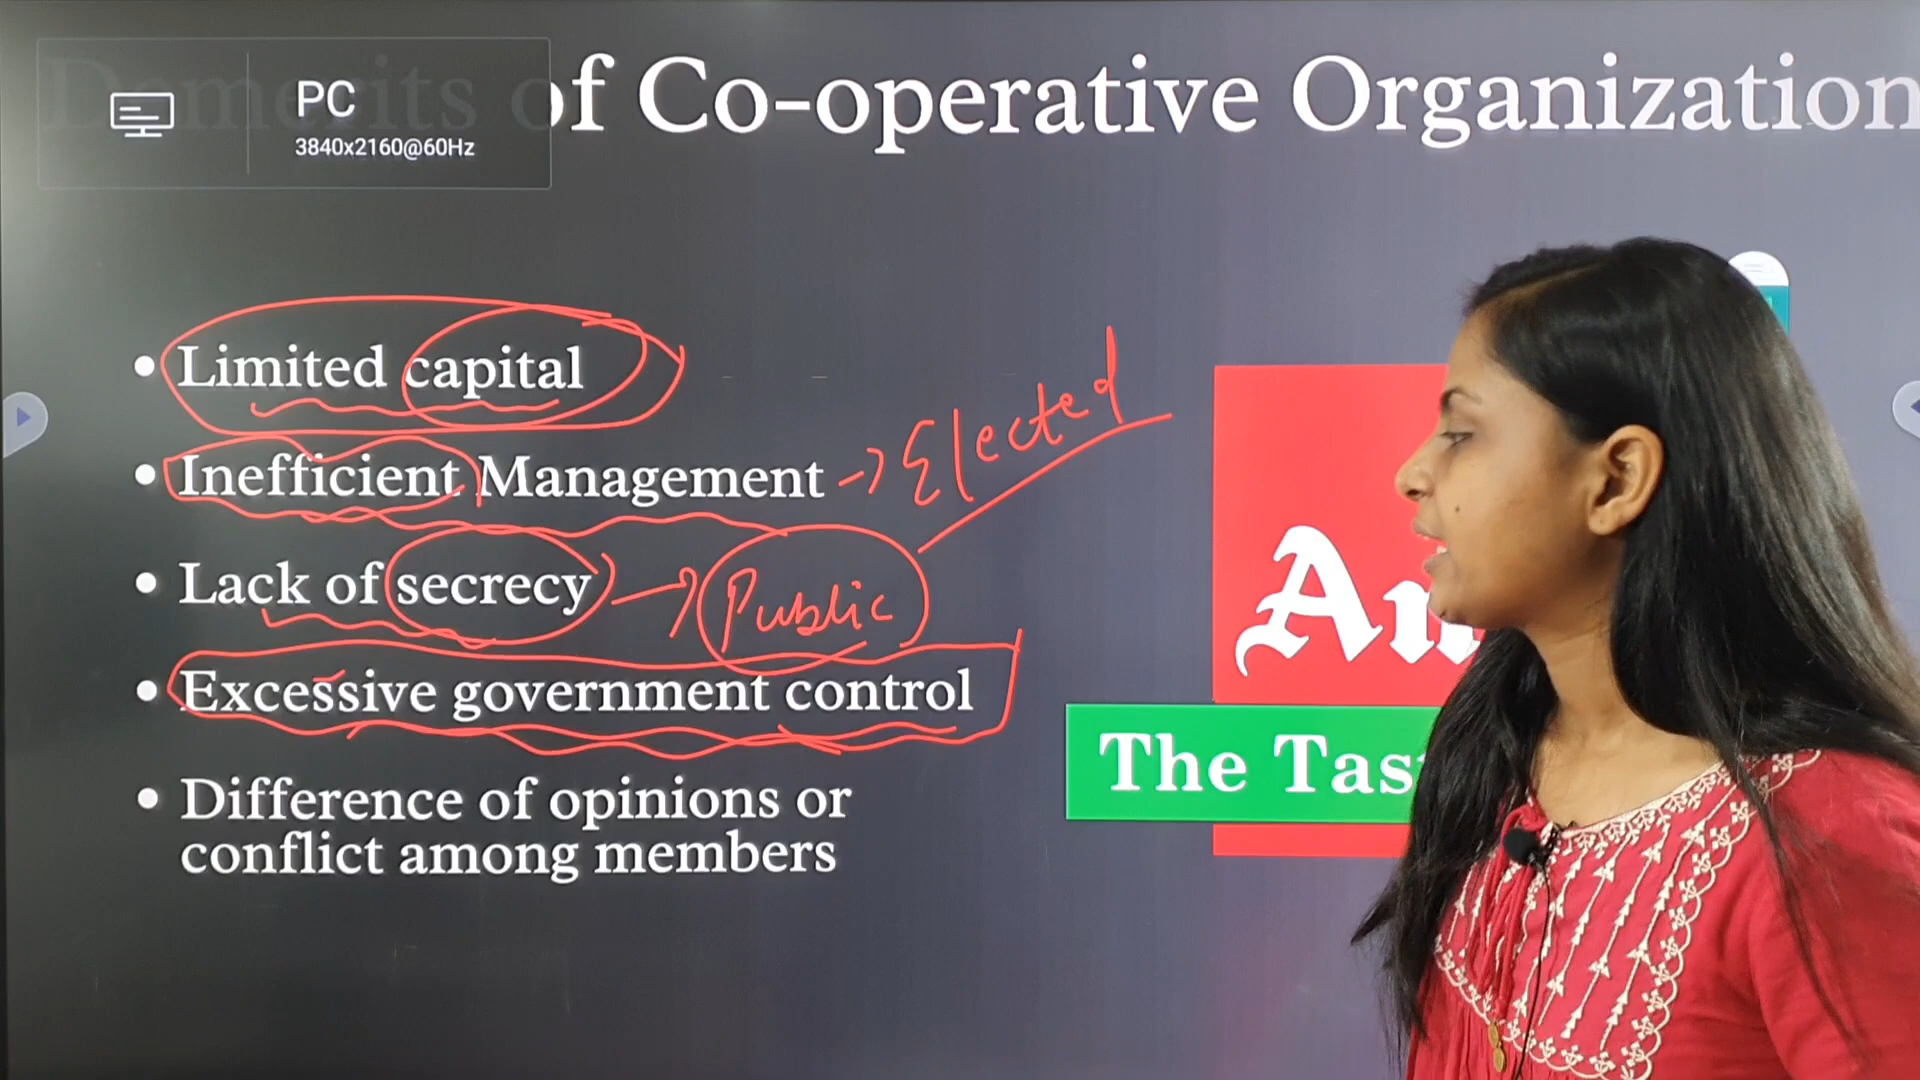 Demerits of Co-operative Organization
PC
3840x2160@60Hz
• Limited capital
• Inefficient Management → Elected
• Lack of secrecy → Public
• Excessive government control
• Difference of opinions or
conflict among members
The